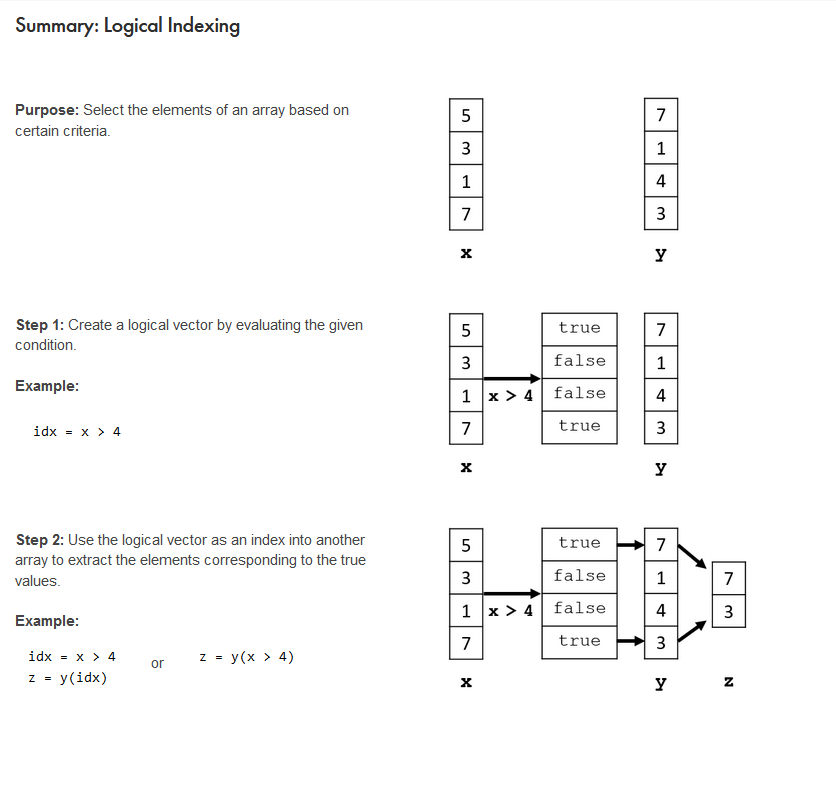 Summary: Logical Indexing
Purpose: Select the elements of an array based on
certain criteria.
5 7
3 1
1 4
7 3
x y
Step 1: Create a logical vector by evaluating the given
condition.
Example:
idx = x > 4
5 true 7
3 false 1
1 x > 4 false 4
7 true 3
x y
Step 2: Use the logical vector as an index into another
array to extract the elements corresponding to the true
values.
Example:
idx = x > 4 or z = y(x > 4)
z = y(idx)
5 true 7
3 false 1 7
1 x > 4 false 4 3
7 true 3
x y z